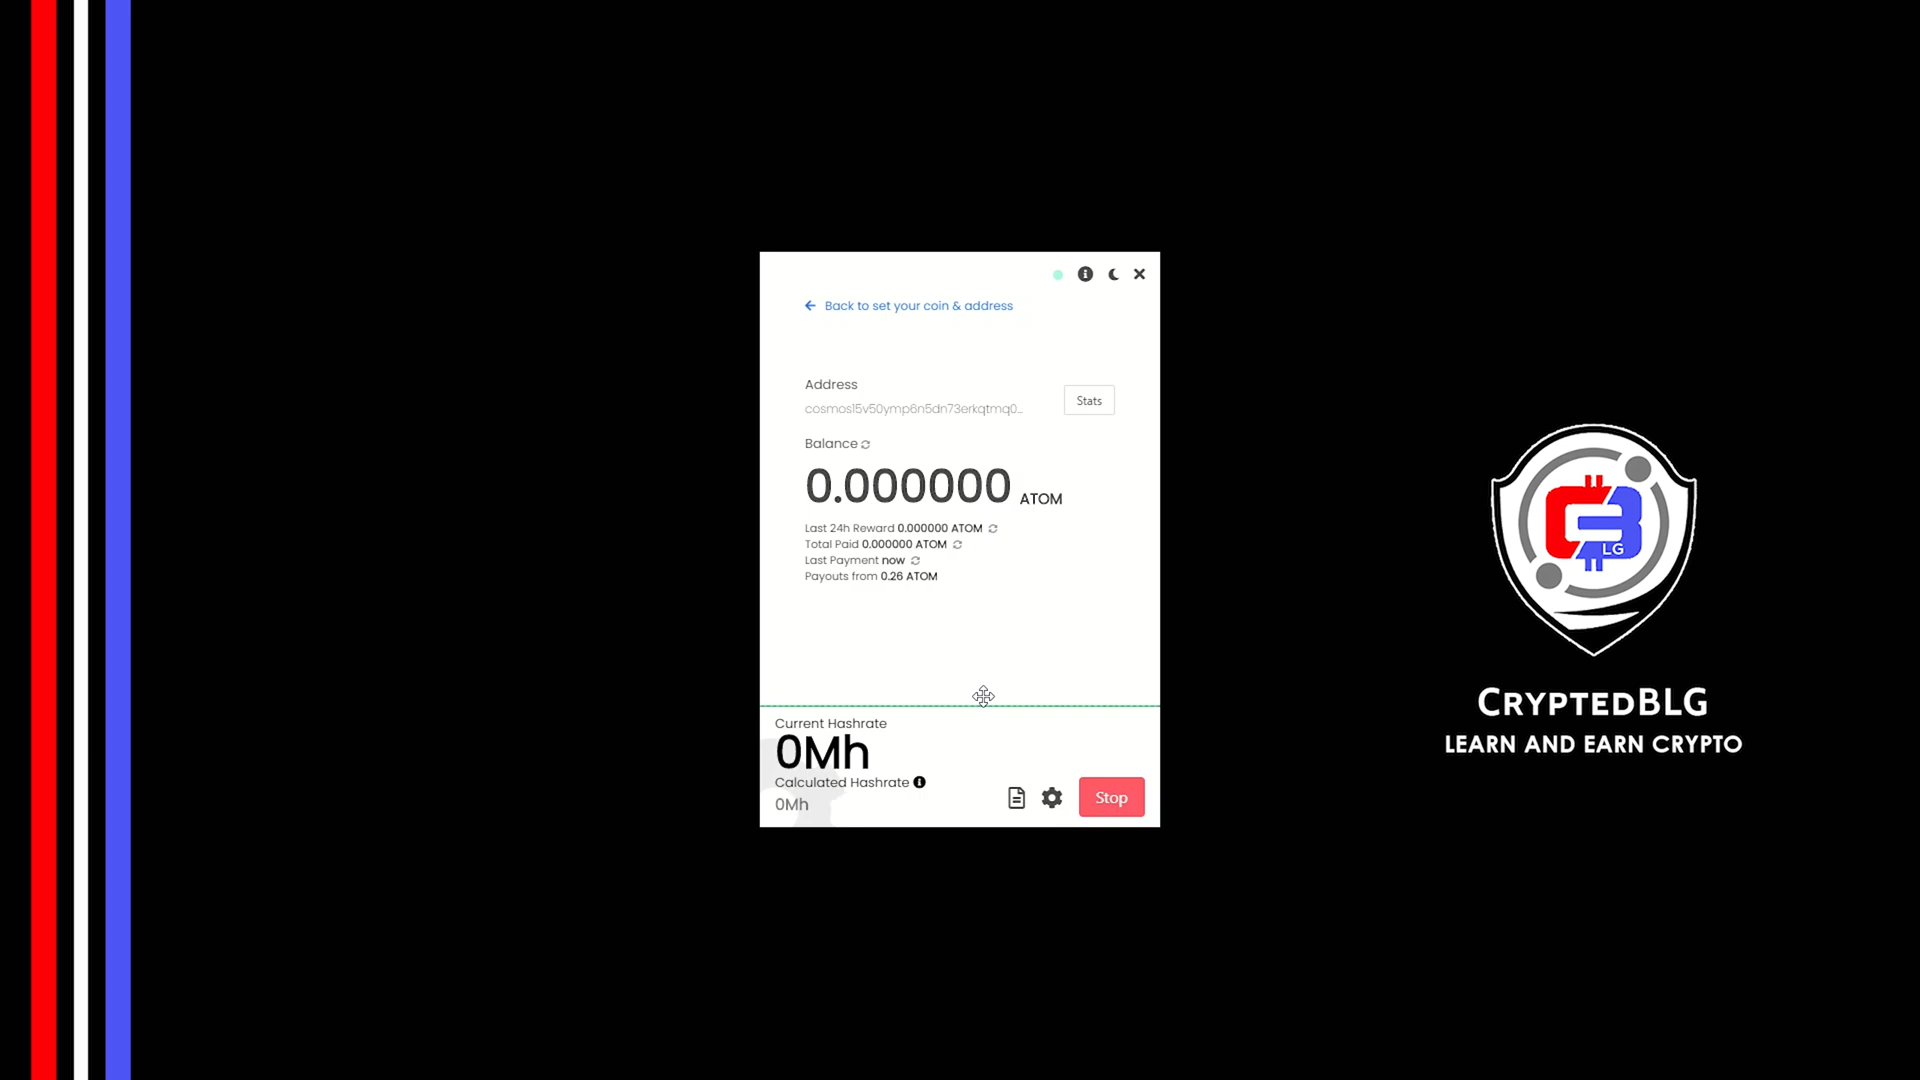 Back to set your coin & address
Address
cosmos15v50ymp6n5dn73erkqtmq0...
Stats
Balance
0.000000 ATOM
Last 24h Reward 0.000000 ATOM
Total Paid 0.000000 ATOM
Last Payment now
Payouts from 0.26 ATOM
Current Hashrate
0Mh
Calculated Hashrate
0Mh
Stop
LG
CRYPTEDBLG
LEARN AND EARN CRYPTO